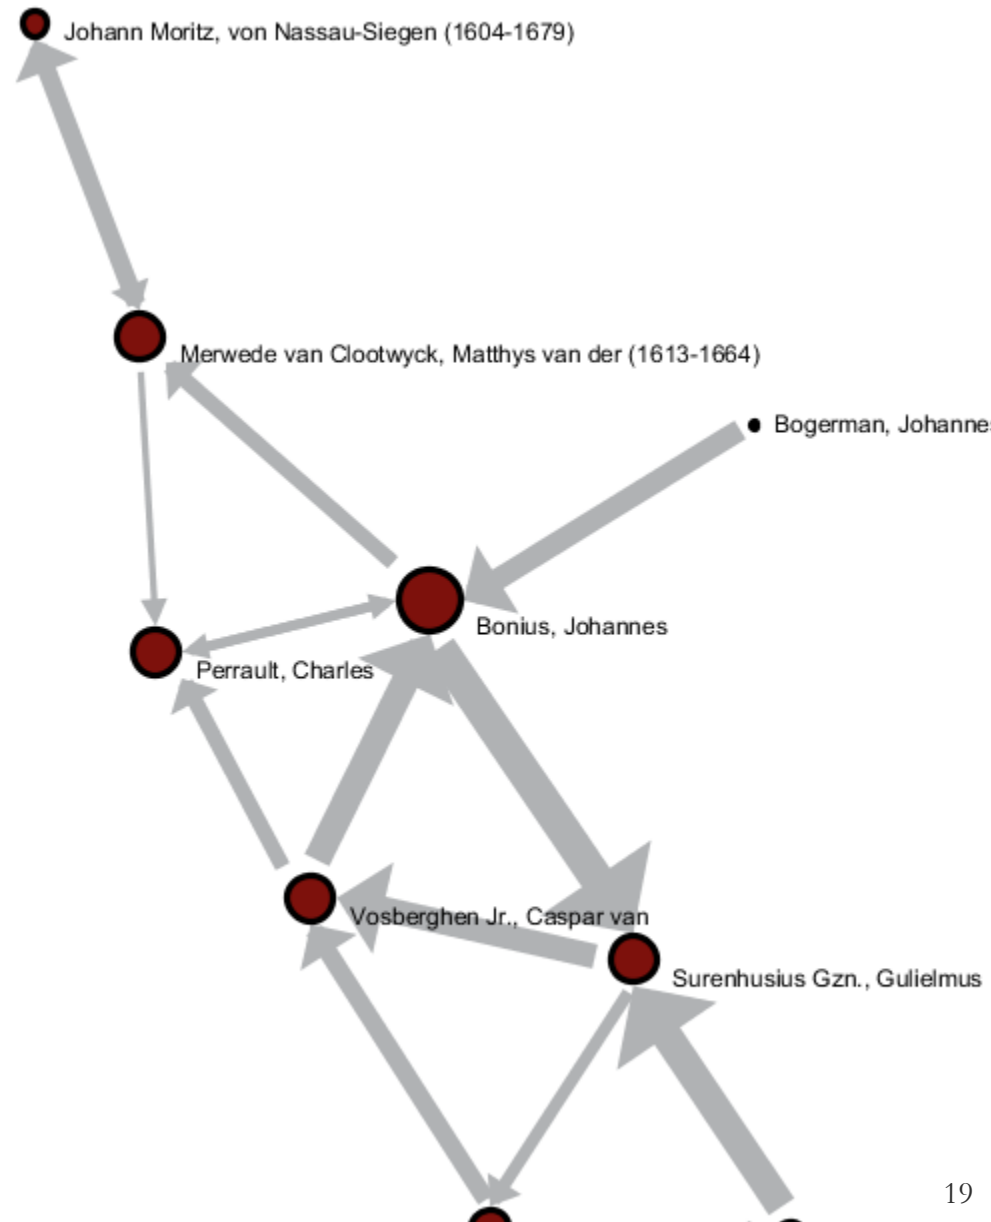 Johann Moritz, von Nassau-Siegen (1604-1679)
Merwede van Clootwyck, Matthys van der (1613-1664)
Bogerman, Johanne
Bonius, Johannes
Perrault, Charles
Vosberghen Jr., Caspar van
Surenhusius Gzn., Gulielmus
19